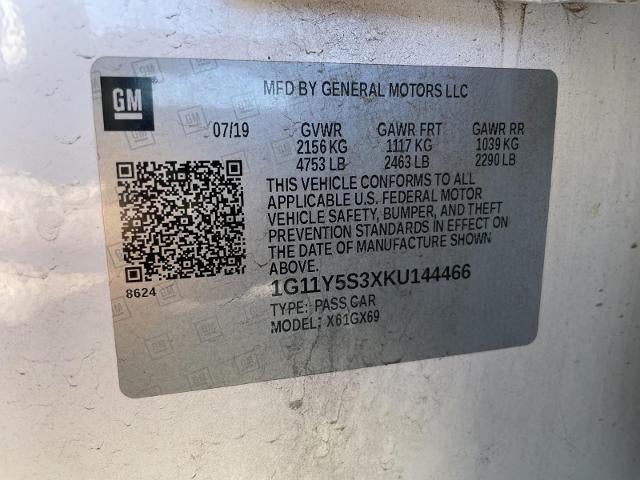 GM
MFD BY GENERAL MOTORS LLC
07/19 GVWR GAWR FRT GAWR RR
2156 KG 1117 KG 1039 KG
4753 LB 2463 LB 2290 LB
THIS VEHICLE CONFORMS TO ALL
APPLICABLE U.S. FEDERAL MOTOR
VEHICLE SAFETY, BUMPER, AND THEFT
PREVENTION STANDARDS IN EFFECT ON
THE DATE OF MANUFACTURE SHOWN
ABOVE.
8624
1G11Y5S3XKU144466
TYPE: PASS CAR
MODEL: X61GX69